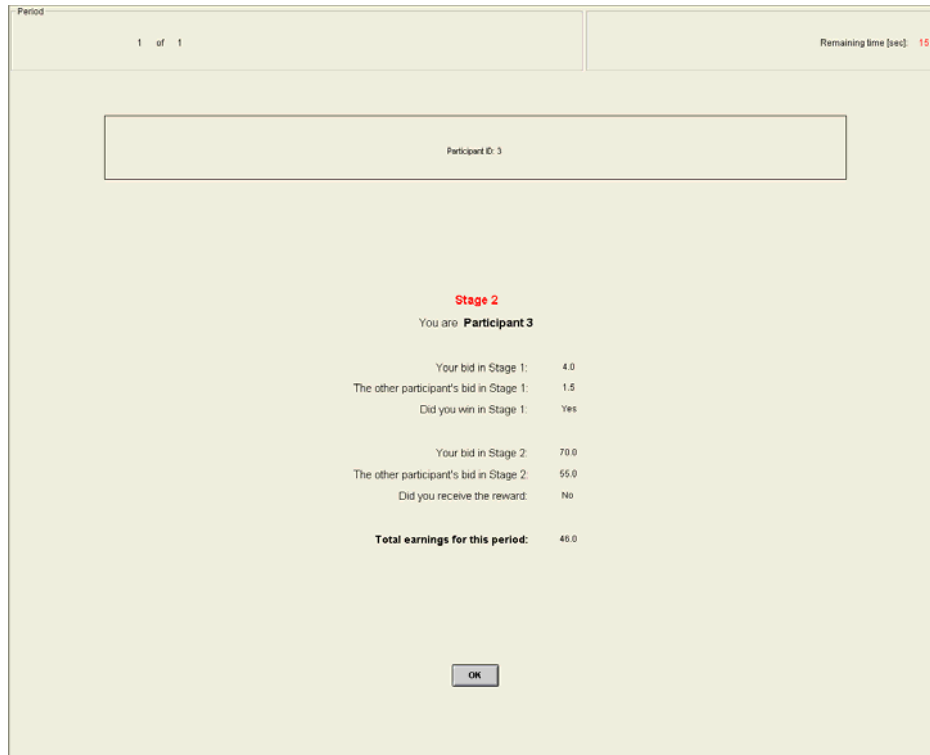 Period
1 of 1
Remaining time [sec]: 15
Participant ID: 3
Stage 2
You are Participant 3
Your bid in Stage 1: 4.0
The other participant's bid in Stage 1: 1.5
Did you win in Stage 1: Yes
Your bid in Stage 2: 70.0
The other participant's bid in Stage 2: 55.0
Did you receive the reward: No
Total earnings for this period: 46.0
OK